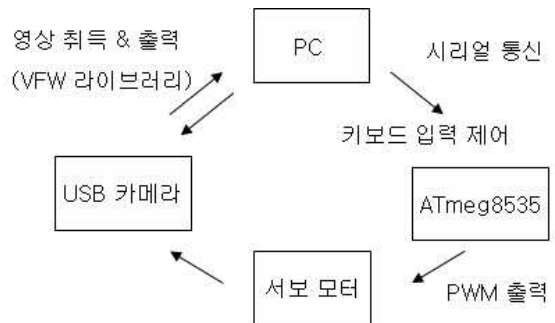 영상 취득 & 출력
(VFW 라이브러리)
PC
시리얼 통신
키보드 입력 제어
USB 카메라
ATmeg8535
서보 모터
PWM 출력